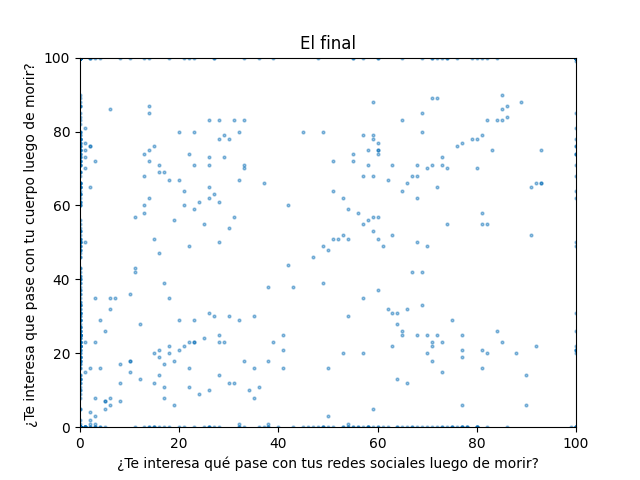 El final
¿Te interesa que pase con tu cuerpo luego de morir?
100
80
60
40
20
0
0 20 40 60 80 100
¿Te interesa qué pase con tus redes sociales luego de morir?